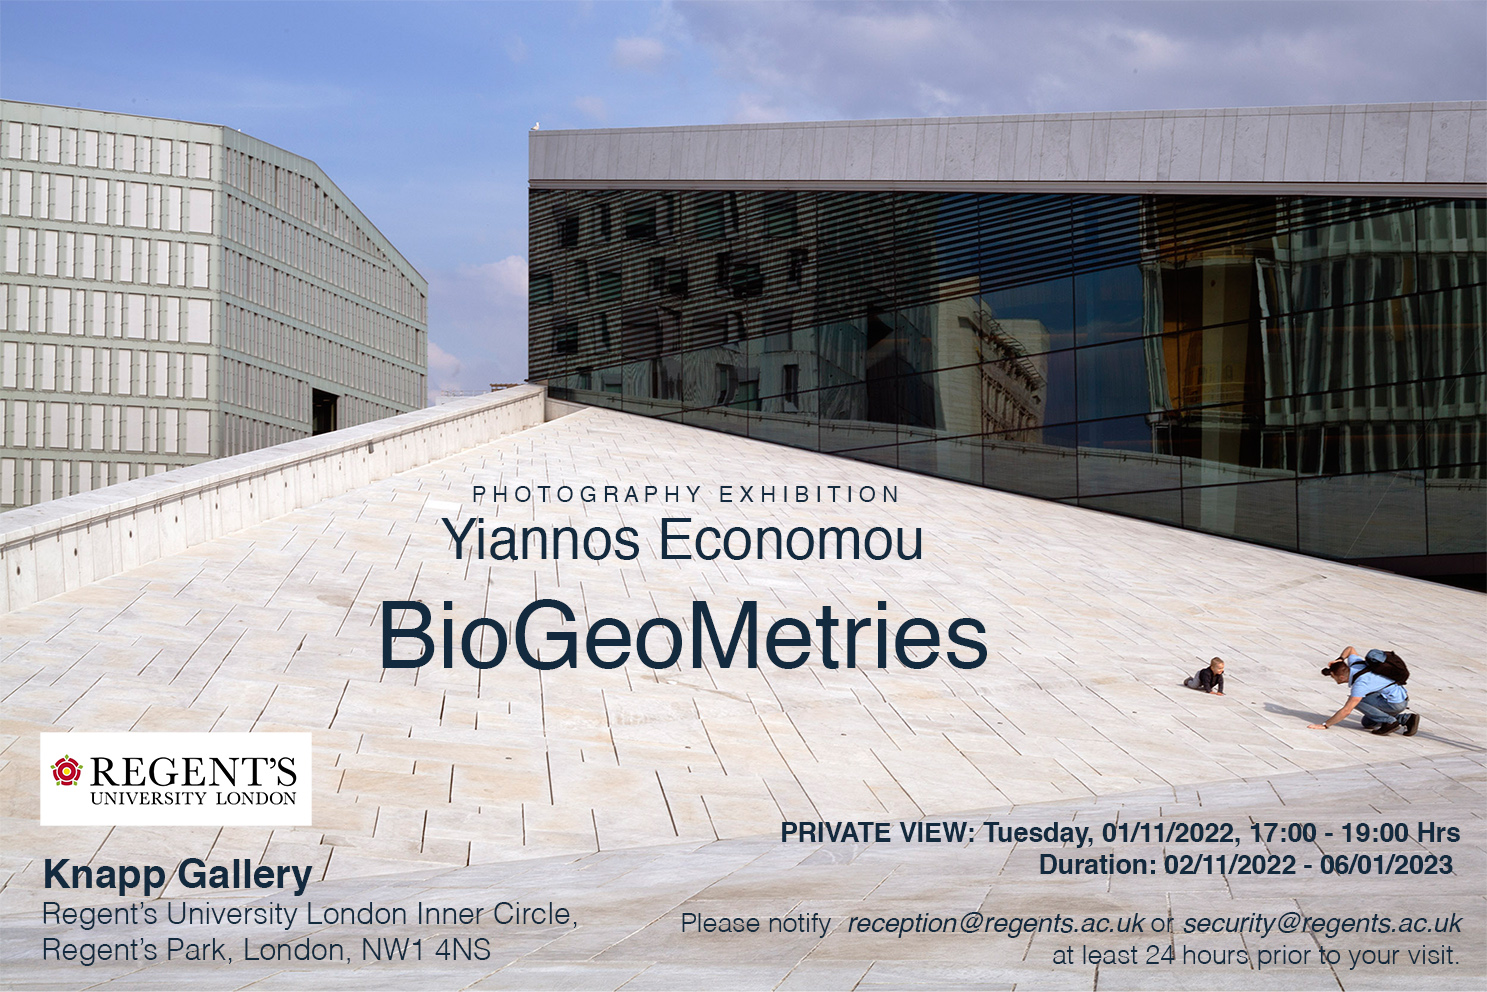 PHOTOGRAPHY EXHIBITION
Yiannos Economou
BioGeoMetries
REGENT'S
UNIVERSITY LONDON
Knapp Gallery
Regent's University London Inner Circle,
Regent's Park, London, NW1 4NS
PRIVATE VIEW: Tuesday, 01/11/2022, 17:00 - 19:00 Hrs
Duration: 02/11/2022 - 06/01/2023
Please notify reception@regents.ac.uk or security@regents.ac.uk
at least 24 hours prior to your visit.